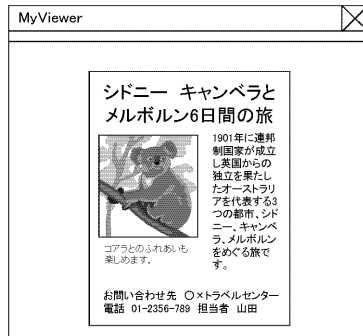 MyViewer
シドニー キャンベラと
メルボルン6日間の旅
1901年に連邦
制国家が成立
し英国からの
独立を果たし
たオーストラリ
アを代表する3
つの都市、シド
ニー、キャンベ
ラ、メルボルン
をめぐる旅で
す。
コアラとのふれあいも
楽しめます。
お問い合わせ先 〇×トラベルセンター
電話 01-2356-789 担当者 山田